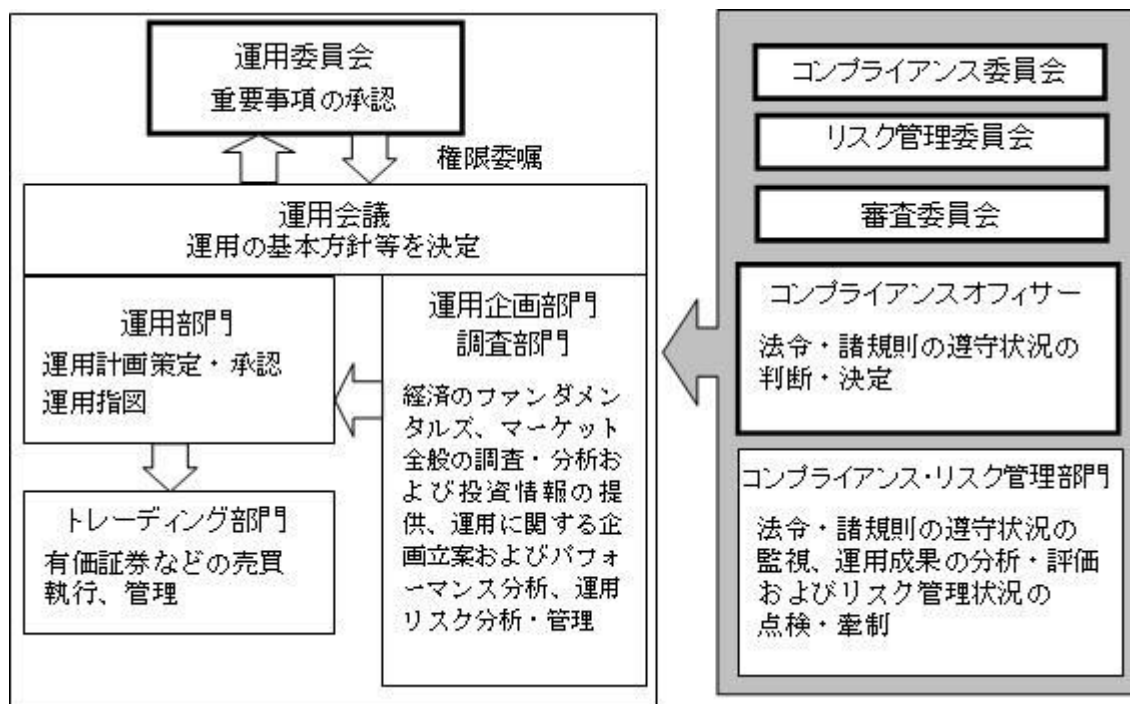 運用委員会
重要事項の承認
権限委嘱
運用会議
運用の基本方針等を決定
運用部門
運用計画策定・承認
運用指図
運用企画部門
調査部門
経済のファンダメン
タルズ、マーケット
全般の調査・分析お
よび投資情報の提
供、運用に関する企
画立案およびパフォ
ーマンス分析、運用
リスク分析・管理
トレーディング部門
有価証券などの売買
執行、管理
コンプライアンス委員会
リスク管理委員会
審査委員会
コンプライアンスオフィサー
法令・諸規則の遵守状況の
判断・決定
コンプライアンス・リスク管理部門
法令・諸規則の遵守状況の
監視、運用成果の分析・評価
およびリスク管理状況の
点検・牽制